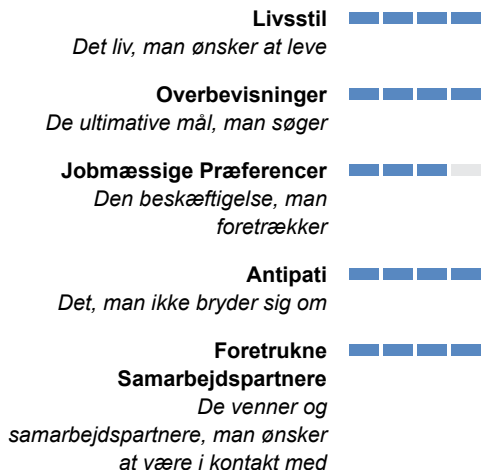 Livsstil
Det liv, man ønsker at leve
Overbevisninger
De ultimative mål, man søger
Jobmæssige Præferencer
Den beskæftigelse, man
foretrækker
Antipati
Det, man ikke bryder sig om
Foretrukne
Samarbejdspartnere
De venner og
samarbejdspartnere, man ønsker
at være i kontakt med